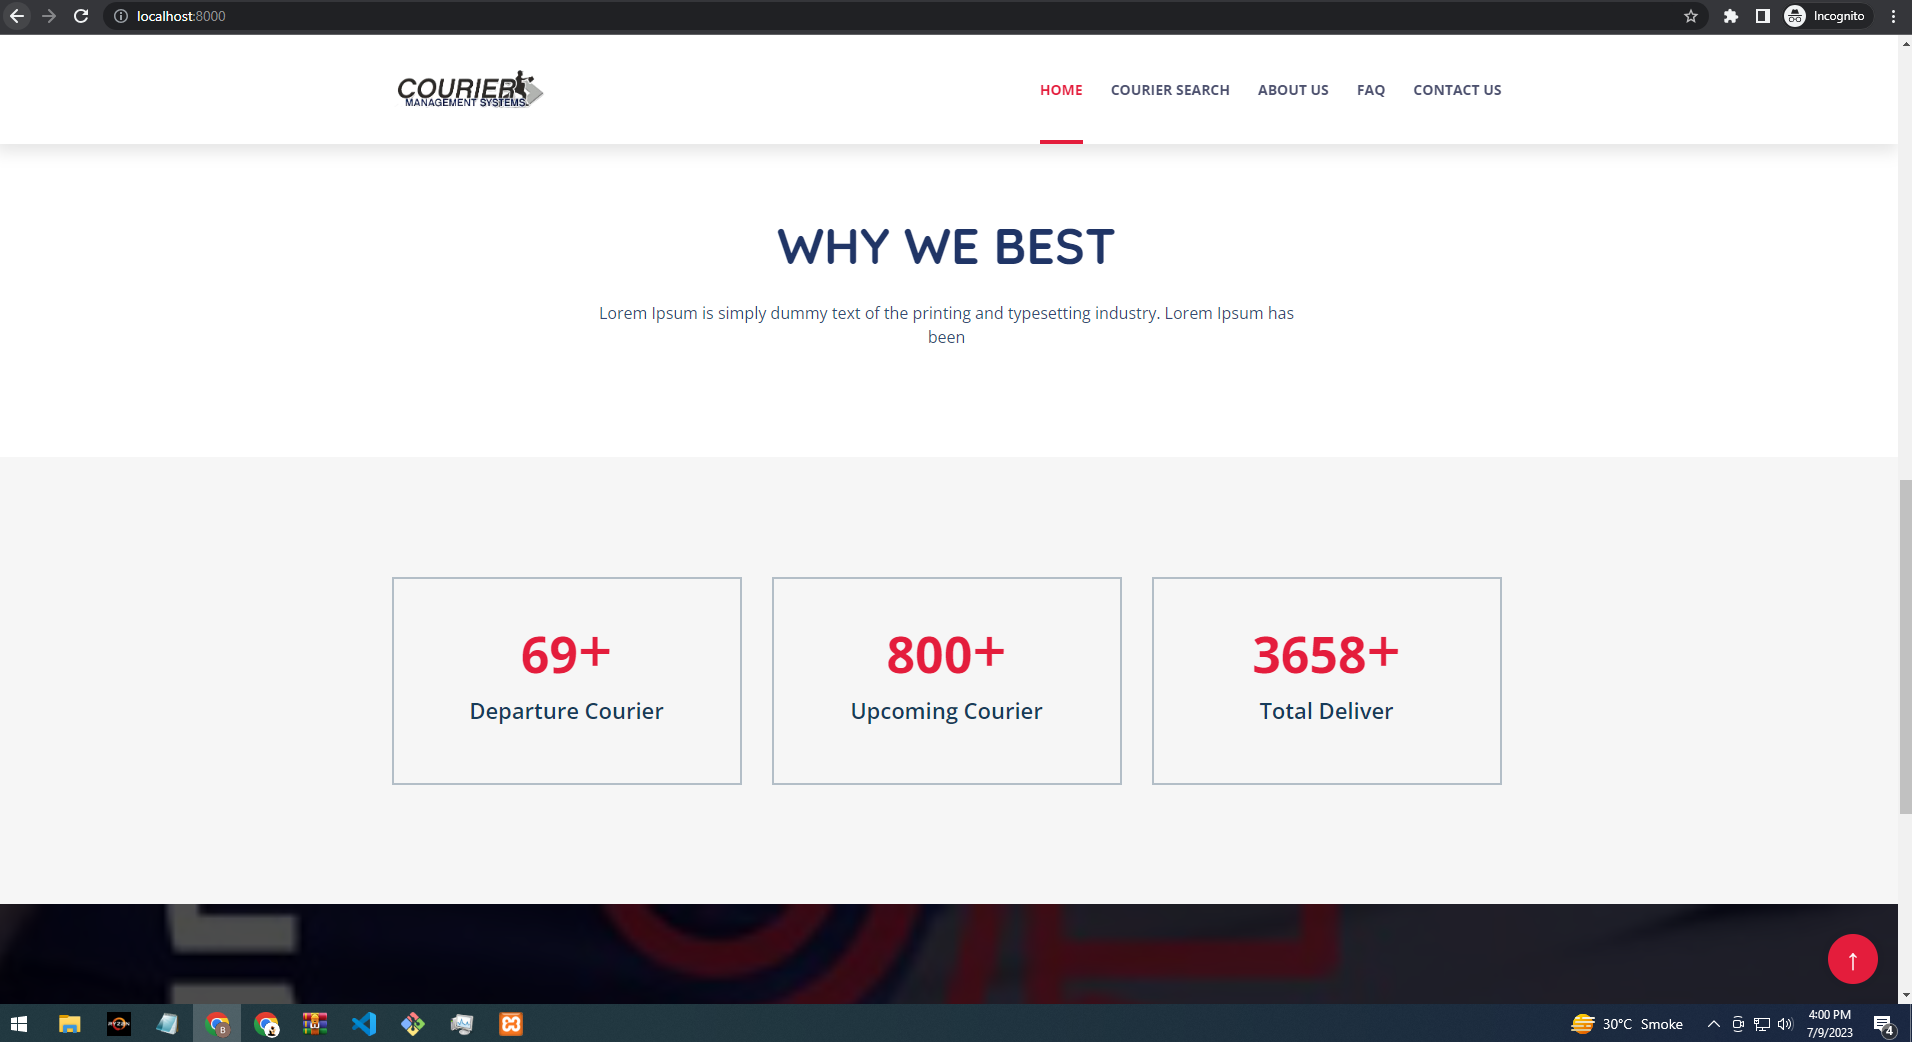 localhost:8000
Incognito
COURIER
MANAGEMENT SYSTEMS.
HOME COURIER SEARCH ABOUT US FAQ CONTACT US
WHY WE BEST
Lorem Ipsum is simply dummy text of the printing and typesetting industry. Lorem Ipsum has
been
69+ 800+ 3658+
Departure Courier Upcoming Courier Total Deliver
↑
RYZEN
B
30°C Smoke
4:00 PM
7/9/2023
4